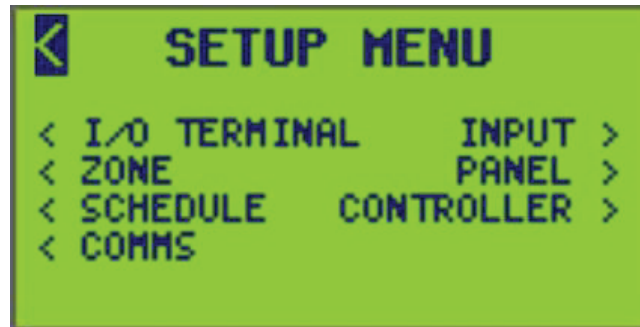 < SETUP MENU
< I/O TERMINAL INPUT >
< ZONE PANEL >
< SCHEDULE CONTROLLER >
< COMMS